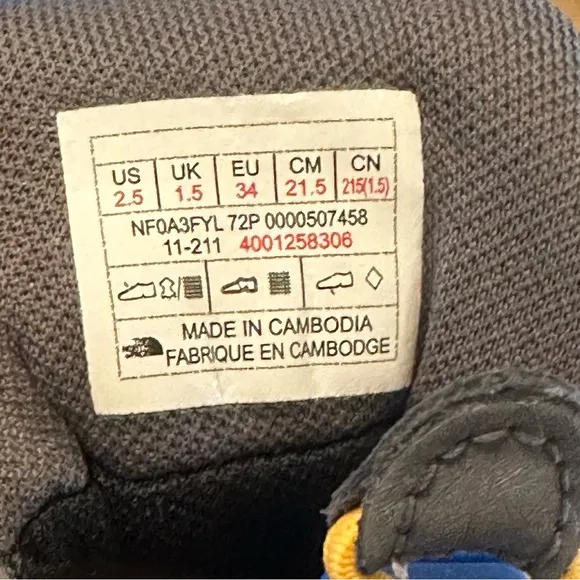 US UK EU CM CN
2.5 1.5 34 21.5 215(1.5)
NF0A3FYL 72P 0000507458
11-211 4001258306
MADE IN CAMBODIA
FABRIQUE EN CAMBODGE